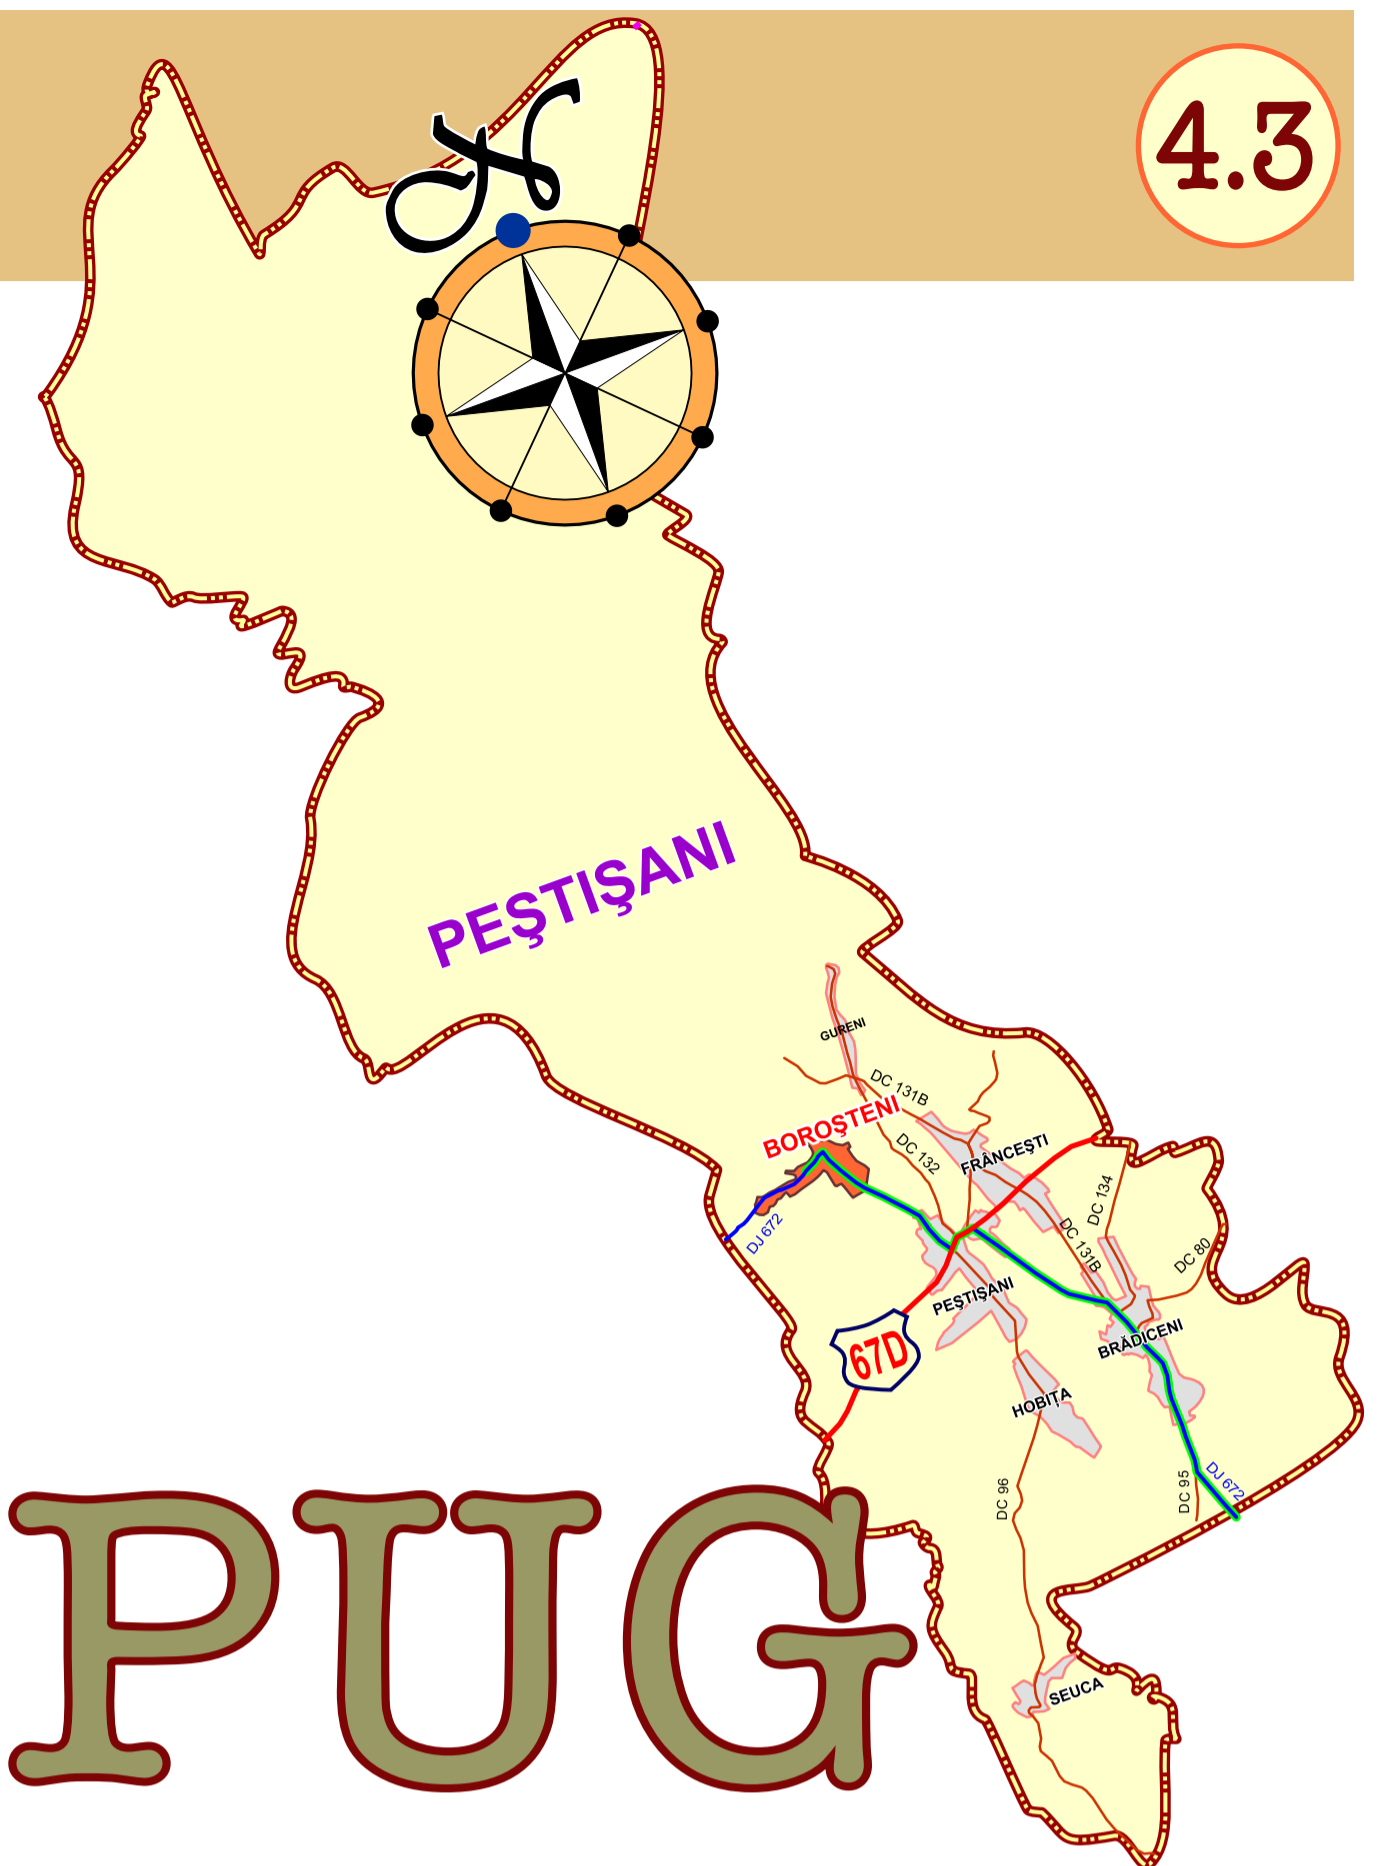 4.3
N
PEŞTIŞANI
GURENI
DC 131B
BOROŞTENI
DC 132
FRÂNCEŞTI
DC 134
DJ 672
DC 131B
DC 80
PEŞTIŞANI
67D
BRĂDICENI
HOBIȚA
DC 96
DC 95
DJ 672
PUG
SEUCA